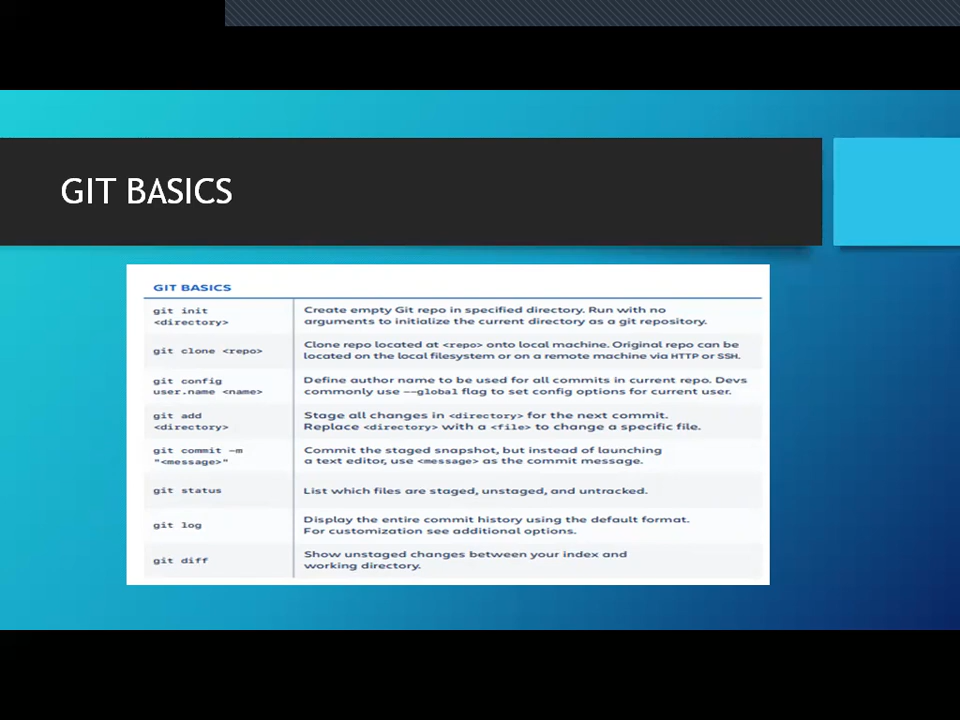 GIT BASICS
GIT BASICS
git init
<directory>
Create empty Git repo in specified directory. Run with no
arguments to initialize the current directory as a git repository.
git clone <repo>
Clone repo located at <repo> onto local machine. Original repo can be
located on the local filesystem or on a remote machine via HTTP or SSH.
git config
user.name <name>
Define author name to be used for all commits in current repo. Devs
commonly use --global flag to set config options for current user.
git add
<directory>
Stage all changes in <directory> for the next commit.
Replace <directory> with a <file> to change a specific file.
git commit -m
"<message>"
Commit the staged snapshot, but instead of launching
a text editor, use <message> as the commit message.
git status
List which files are staged, unstaged, and untracked.
git log
Display the entire commit history using the default format.
For customization see additional options.
git diff
Show unstaged changes between your index and
working directory.